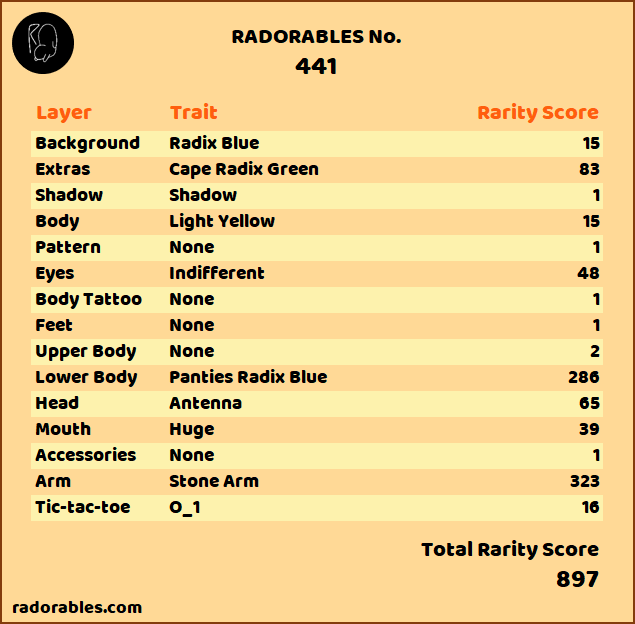 RADORABLES No.
441
Layer Trait Rarity Score
Background Radix Blue 15
Extras Cape Radix Green 83
Shadow Shadow 1
Body Light Yellow 15
Pattern None 1
Eyes Indifferent 48
Body Tattoo None 1
Feet None 1
Upper Body None 2
Lower Body Panties Radix Blue 286
Head Antenna 65
Mouth Huge 39
Accessories None 1
Arm Stone Arm 323
Tic-tac-toe O_1 16
Total Rarity Score
897
radorables.com